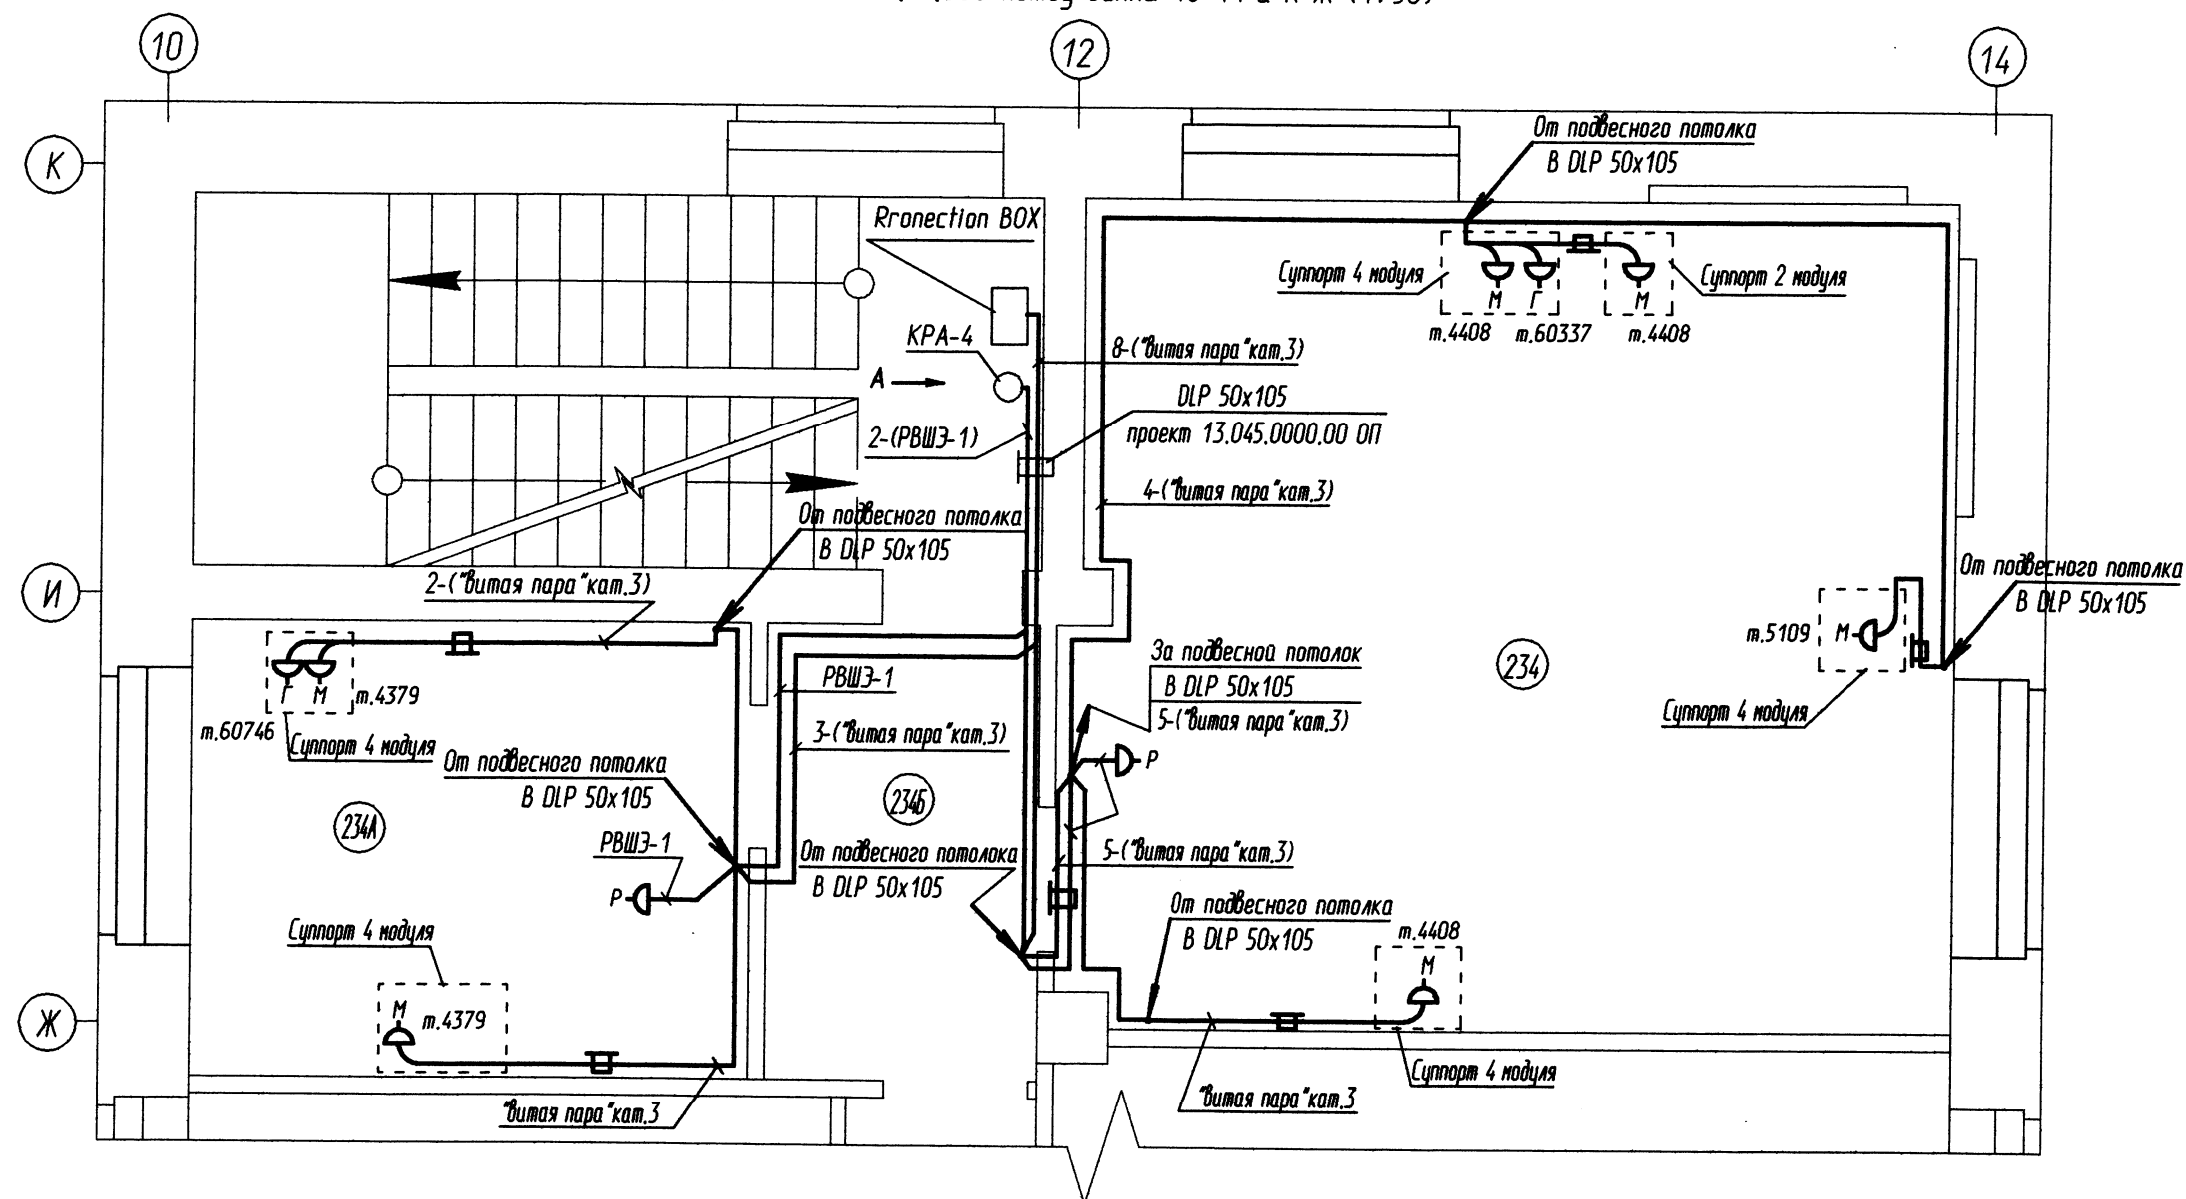 10
12
14
К
И
Ж
От подвесного потолка
В DLP 50x105
Rronection BOX
Суппорт 4 модуля
М
Г
М
Суппорт 2 модуля
т.4408
т.60337
т.4408
КРА-4
8-("витая пара"кат.3)
А
DLP 50x105
проект 13.045.0000.00 ОП
2-(РВШЭ-1)
4-("витая пара"кат.3)
От подвесного потолка
В DLP 50x105
2-("витая пара"кат.3)
От подвесного потолка
В DLP 50x105
т.5109
М
Суппорт 4 модуля
234
За подвесной потолок
В DLP 50x105
5-("витая пара"кат.3)
Р
Г
М
т.4379
т.60746
Суппорт 4 модуля
РВШЭ-1
3-("витая пара"кат.3)
От подвесного потолка
В DLP 50x105
234А
234Б
РВШЭ-1
Р
От подвесного потолока
В DLP 50x105
5-("витая пара"кат.3)
От подвесного потолка
В DLP 50x105
т.4408
М
Суппорт 4 модуля
М
т.4379
Суппорт 4 модуля
"витая пара"кат.3
"витая пара"кат.3